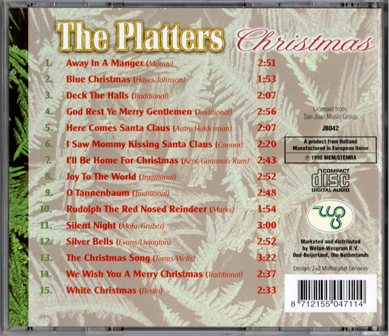 The Platters Christmas
1. Away In A Manger (Murray) 2:51
2. Blue Christmas (Hayes/Johnson) 1:53
3. Deck The Halls (Traditional) 2:37
4. God Rest Ye Merry Gentlemen (Traditional) 2:56
5. Here Comes Santa Claus (Autry/Halderman) 2:07
6. I Saw Mommy Kissing Santa Claus (Connor) 2:20
7. I'll Be Home For Christmas (Kent/Gannon/Ram) 2:43
8. Joy To The World (Traditional) 2:52
9. O Tannenbaum (Traditional) 2:48
10. Rudolph The Red Nosed Reindeer (Marks) 1:54
11. Silent Night (Mohr/Gruber) 3:00
12. Silver Bells (Evans/Livingston) 2:52
13. The Christmas Song (Torme/Wells) 3:22
14. We Wish You A Merry Christmas (Traditional) 2:37
15. White Christmas (Berlin) 2:33
Licensed from:
San Juan Music Group
JB042
A product from Holland
Manufactured in European Union
℗ 1998 BIEM/STEMRA
COMPACT
disc
DIGITAL AUDIO
Marketed and distributed
by Weton-Wesgram B.V.
Oud-Beijerland, the Netherlands
Design: Z+Z Multidigital Services
8 712155 047114